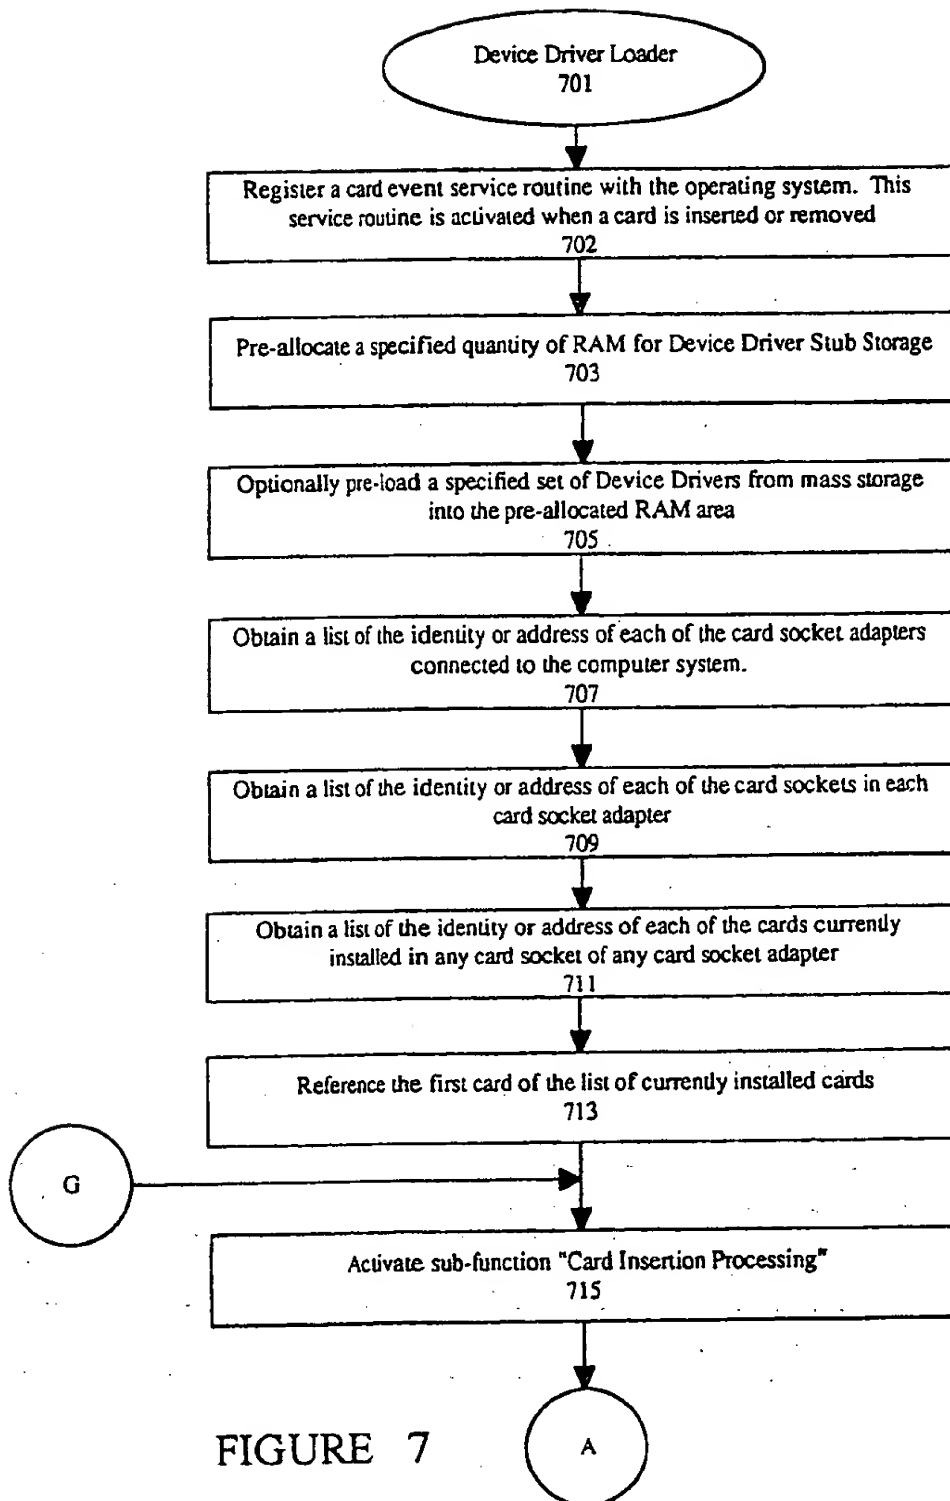 Device Driver Loader
701
Register a card event service routine with the operating system. This
service routine is activated when a card is inserted or removed
702
Pre-allocate a specified quantity of RAM for Device Driver Stub Storage
703
Optionally pre-load a specified set of Device Drivers from mass storage
into the pre-allocated RAM area
705
Obtain a list of the identity or address of each of the card socket adapters
connected to the computer system.
707
Obtain a list of the identity or address of each of the card sockets in each
card socket adapter
709
Obtain a list of the identity or address of each of the cards currently
installed in any card socket of any card socket adapter
711
Reference the first card of the list of currently installed cards
713
G
Activate sub-function "Card Insertion Processing"
715
FIGURE 7
A